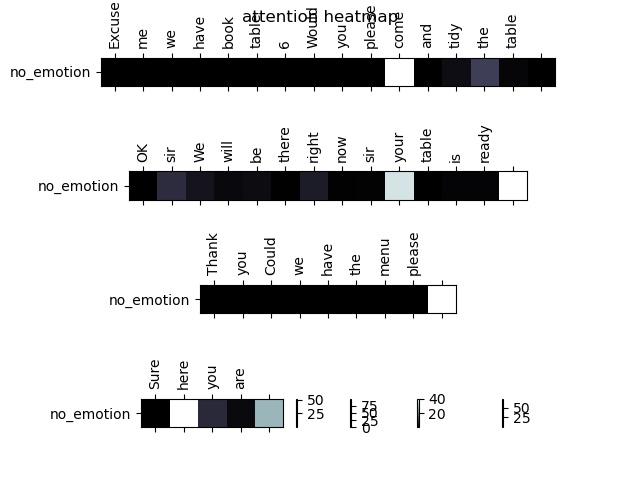 attention heatmap
Excuse me we have book table 6 Would you please come and tidy the table
no_emotion
OK sir We will be there right now sir your table is ready
no_emotion
Thank you Could we have the menu please
no_emotion
Sure here you are
no_emotion
50 25
75 50 25 0
40 20
50 25